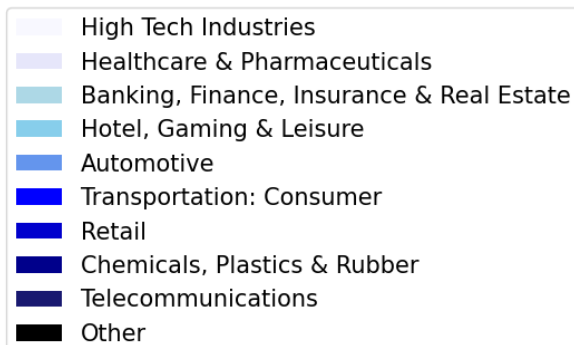 High Tech Industries
Healthcare & Pharmaceuticals
Banking, Finance, Insurance & Real Estate
Hotel, Gaming & Leisure
Automotive
Transportation: Consumer
Retail
Chemicals, Plastics & Rubber
Telecommunications
Other